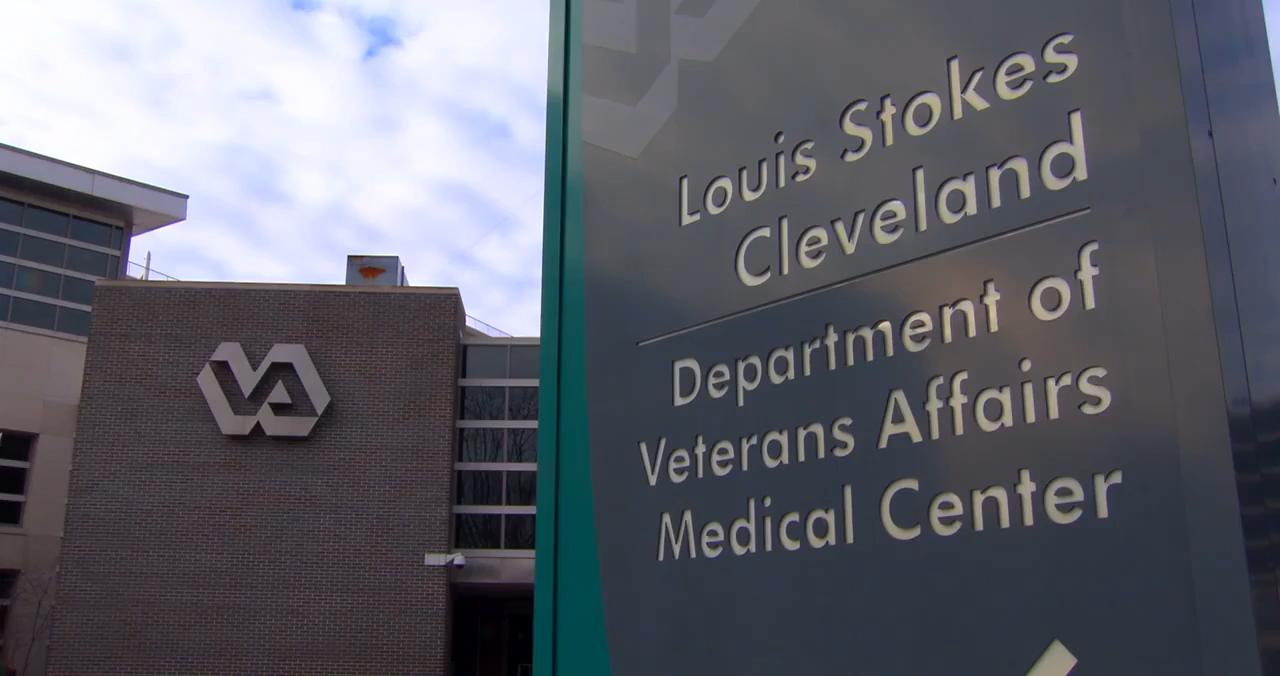 Louis Stokes
Cleveland
Department of
Veterans Affairs
Medical Center
VA